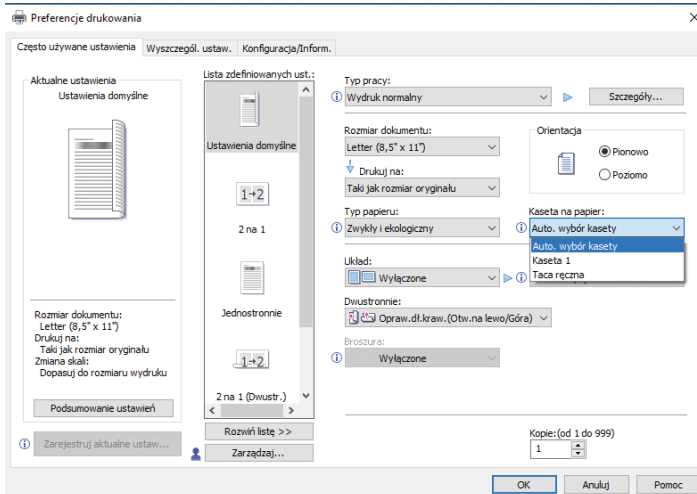 Preferencje drukowania
Często używane ustawienia
Wyszczegól. ustaw.
Konfiguracja/Inform.
Aktualne ustawienia
Ustawienia domyślne
Rozmiar dokumentu:
Letter (8,5" x 11")
Drukuj na:
Taki jak rozmiar oryginału
Zmiana skali:
Dopasuj do rozmiaru wydruku
Podsumowanie ustawień
Zarejestruj aktualne ustaw...
Lista zdefiniowanych ust.:
Ustawienia domyślne
1→2
2 na 1
Jednostronnie
1→2
2 na 1 (Dwustr.)
Rozwiń listę >>
Zarządzaj...
Typ pracy:
Wydruk normalny
Szczegóły...
Rozmiar dokumentu:
Letter (8,5" x 11")
Drukuj na:
Taki jak rozmiar oryginału
Orientacja
Pionowo
Poziomo
Typ papieru:
Zwykły i ekologiczny
Kaseta na papier:
Auto. wybór kasety
Auto. wybór kasety
Kaseta 1
Taca ręczna
Układ:
Wyłączone
Dwustronnie:
Opraw.dł.kraw.(Otw.na lewo/Góra)
Broszura:
Wyłączone
Kopie:(od 1 do 999)
1
OK
Anuluj
Pomoc